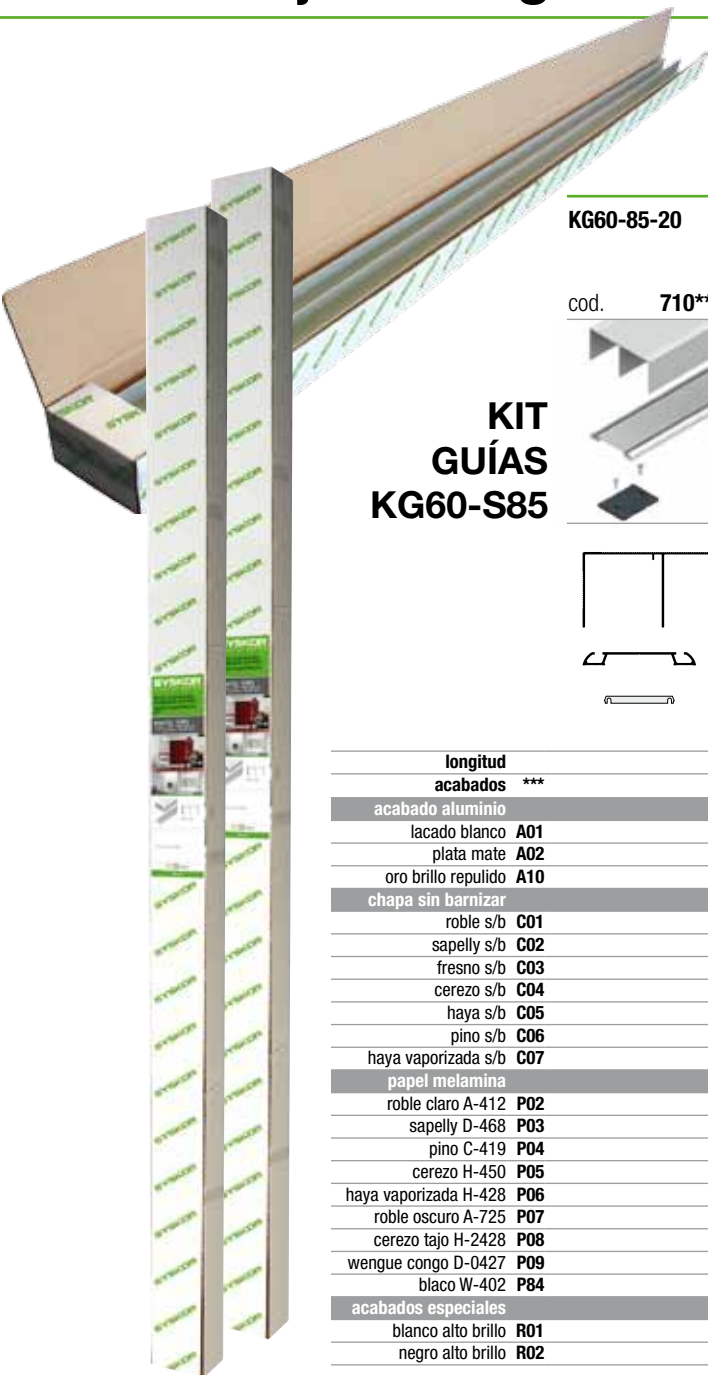 KG60-85-20
cod. 710**
KIT
GUÍAS
KG60-S85
SYSKOR
longitud
acabados ***
acabado aluminio
lacado blanco A01
plata mate A02
oro brillo repulido A10
chapa sin barnizar
roble s/b C01
sapelly s/b C02
fresno s/b C03
cerezo s/b C04
haya s/b C05
pino s/b C06
haya vaporizada s/b C07
papel melamina
roble claro A-412 P02
sapelly D-468 P03
pino C-419 P04
cerezo H-450 P05
haya vaporizada H-428 P06
roble oscuro A-725 P07
cerezo tajo H-2428 P08
wengue congo D-0427 P09
blaco W-402 P84
acabados especiales
blanco alto brillo R01
negro alto brillo R02